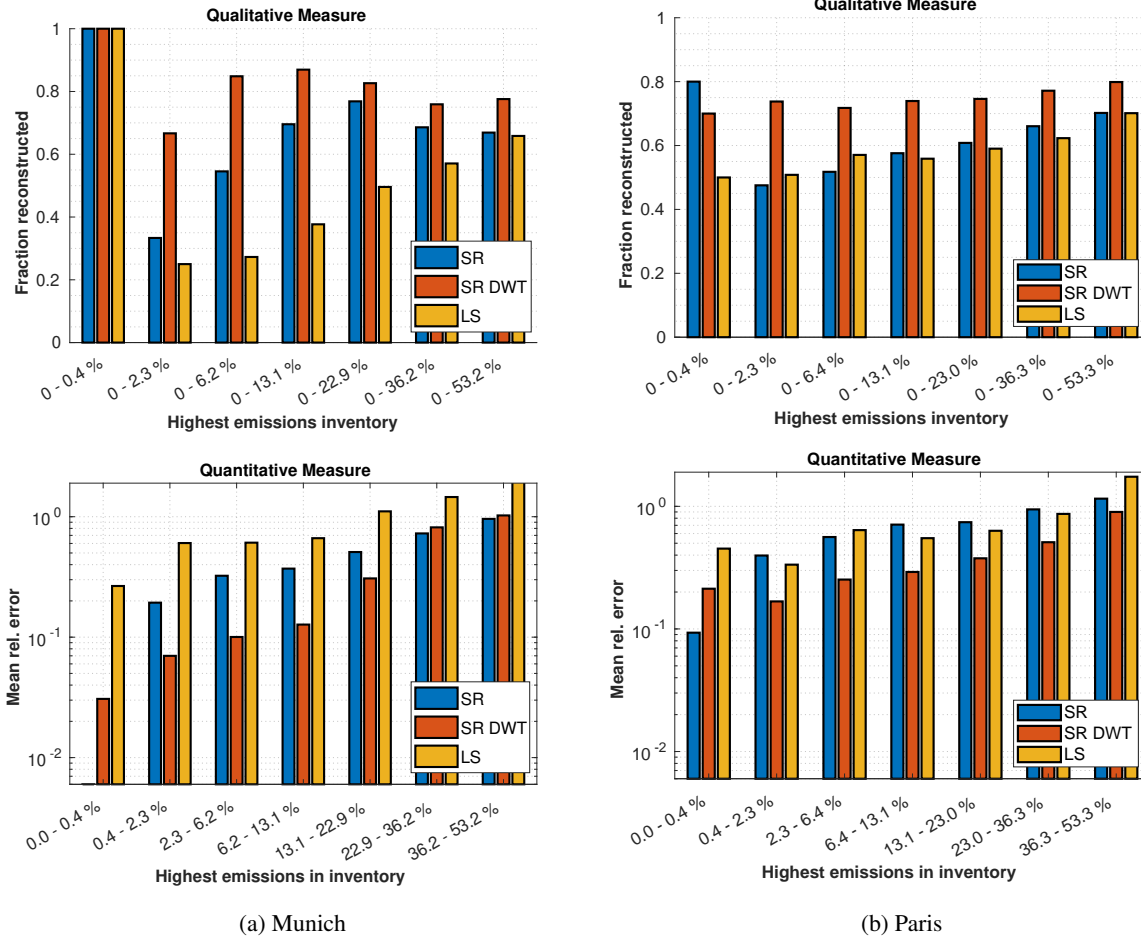 Qualitative Measure
1
0.8
0.6
0.4
0.2
0
Fraction reconstructed
SR
SR DWT
LS
0 - 0.4 %
0 - 2.3 %
0 - 6.2 %
0 - 13.1 %
0 - 22.9 %
0 - 36.2 %
0 - 53.2 %
Highest emissions inventory
Qualitative Measure
1
0.8
0.6
0.4
0.2
0
Fraction reconstructed
SR
SR DWT
LS
0 - 0.4 %
0 - 2.3 %
0 - 6.4 %
0 - 13.1 %
0 - 23.0 %
0 - 36.3 %
0 - 53.3 %
Highest emissions inventory
Quantitative Measure
10^0
10^-1
10^-2
Mean rel. error
SR
SR DWT
LS
0.0 - 0.4 %
0.4 - 2.3 %
2.3 - 6.2 %
6.2 - 13.1 %
13.1 - 22.9 %
22.9 - 36.2 %
36.2 - 53.2 %
Highest emissions in inventory
Quantitative Measure
10^0
10^-1
10^-2
Mean rel. error
SR
SR DWT
LS
0.0 - 0.4 %
0.4 - 2.3 %
2.3 - 6.4 %
6.4 - 13.1 %
13.1 - 23.0 %
23.0 - 36.3 %
36.3 - 53.3 %
Highest emissions in inventory
(a) Munich
(b) Paris